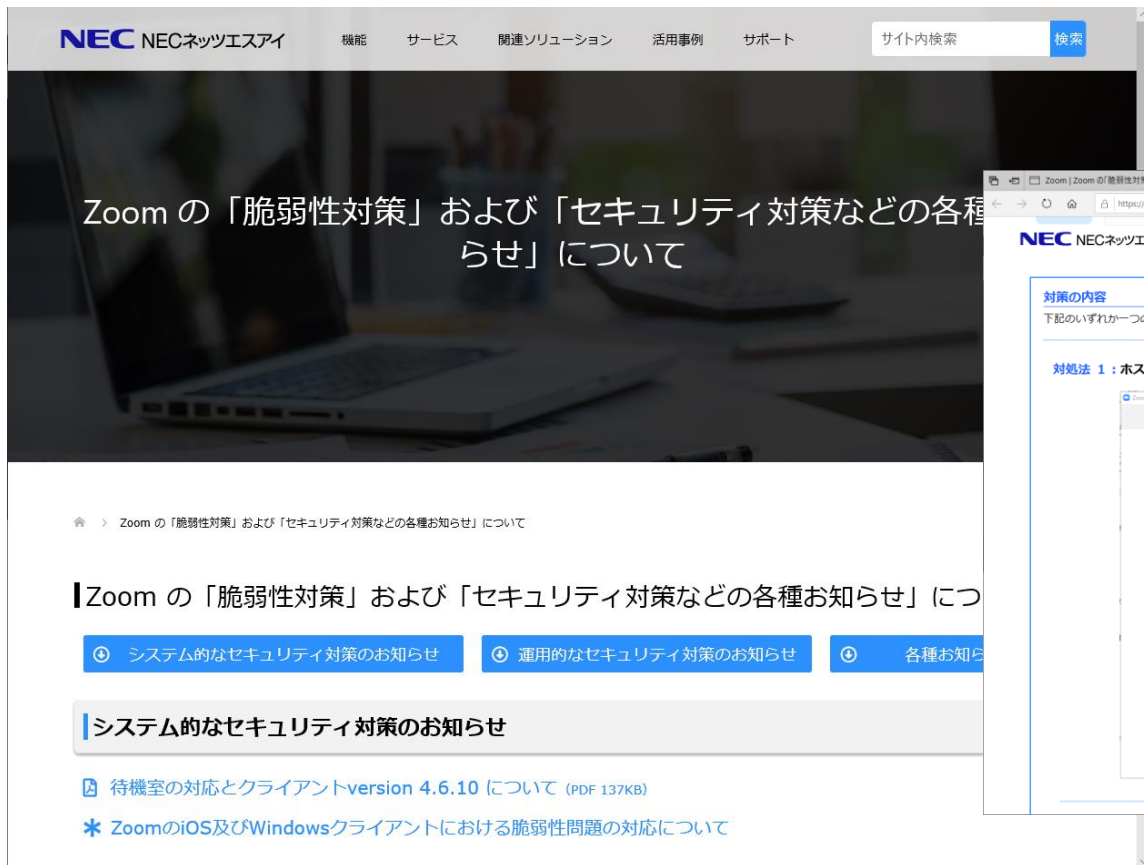 NEC NECネッツエスアイ 機能 サービス 関連ソリューション 活用事例 サポート サイト内検索 検索
Zoom の「脆弱性対策」および「セキュリティ対策などの各種
らせ」について
Zoom の「脆弱性対策」および「セキュリティ対策などの各種お知らせ」について
Zoom の「脆弱性対策」および「セキュリティ対策などの各種お知らせ」につ
システム的なセキュリティ対策のお知らせ 運用的なセキュリティ対策のお知らせ 各種お知ら
システム的なセキュリティ対策のお知らせ
待機室の対応とクライアントversion 4.6.10 について (PDF 137KB)
ZoomのiOS及びWindowsクライアントにおける脆弱性問題の対応について
Zoom | Zoom の「脆弱性対策
https://
NEC NECネッツエ
対策の内容
下記のいずれか一つの
対処法 1:ホス